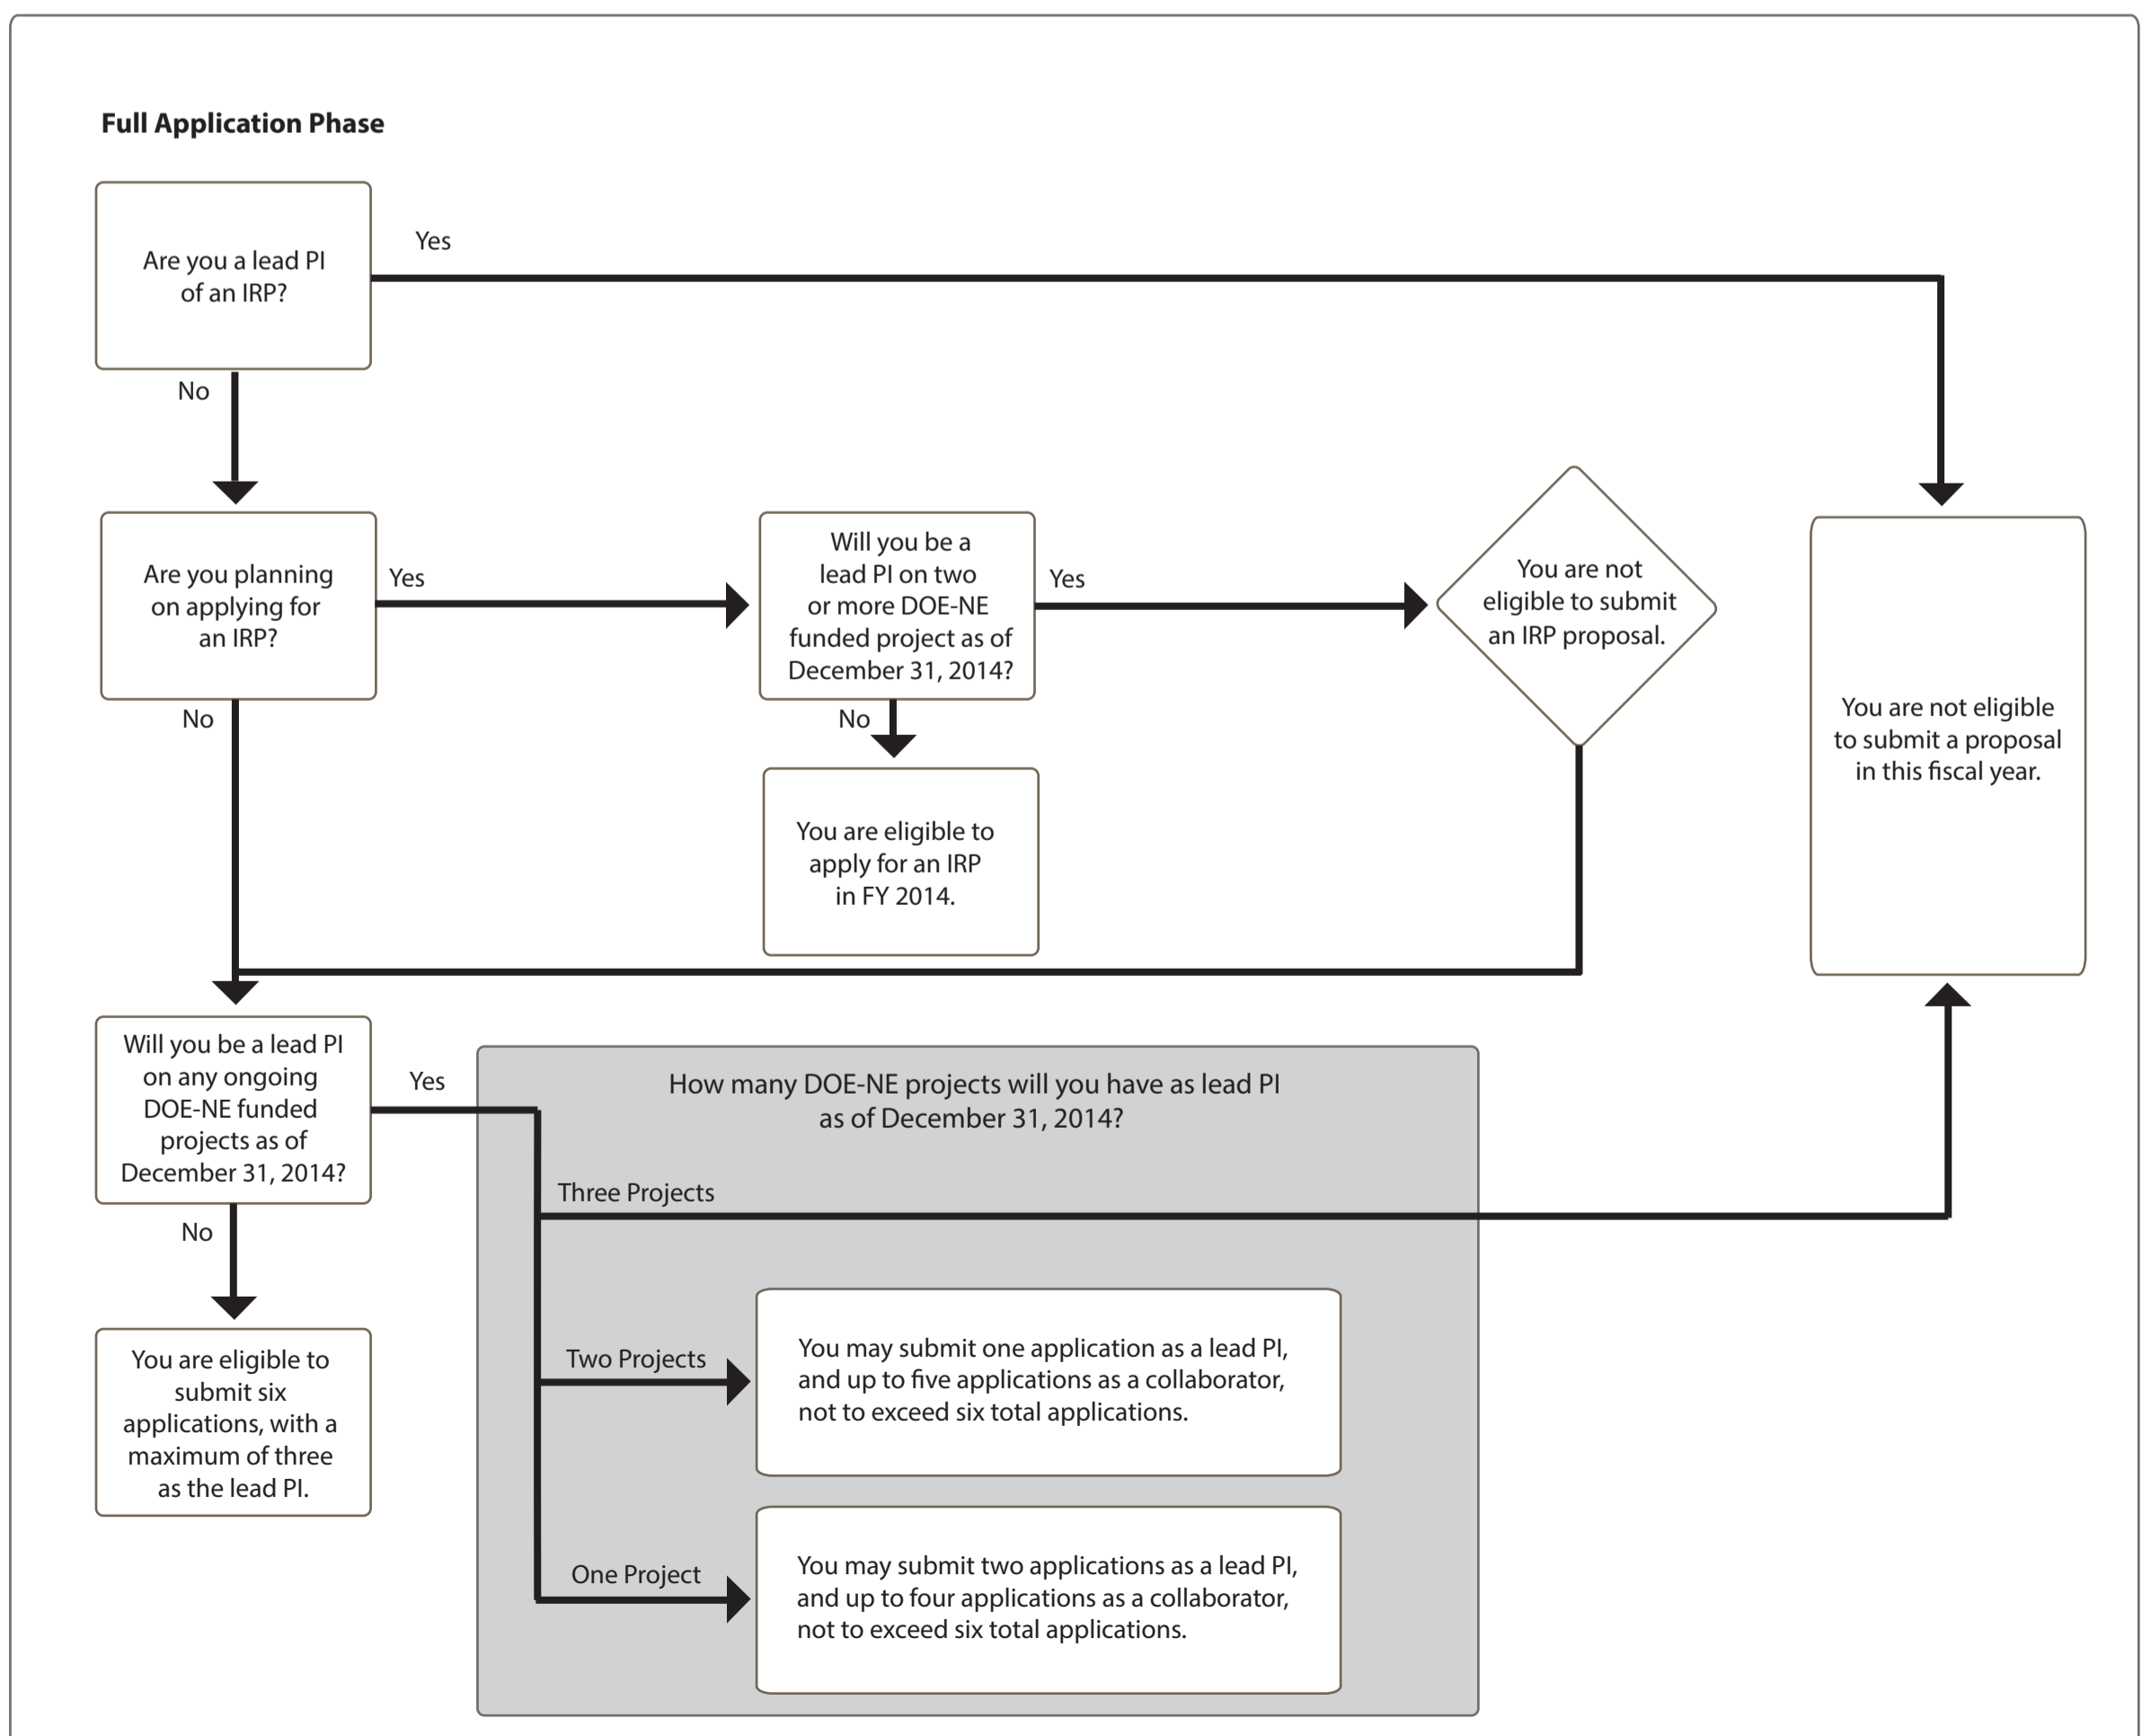 Full Application Phase
Are you a lead PI
of an IRP?
Yes
No
Are you planning
on applying for
an IRP?
Yes
No
Will you be a
lead PI on two
or more DOE-NE
funded project as of
December 31, 2014?
Yes
No
You are not
eligible to submit
an IRP proposal.
You are eligible to
apply for an IRP
in FY 2014.
You are not eligible
to submit a proposal
in this fiscal year.
Will you be a lead PI
on any ongoing
DOE-NE funded
projects as of
December 31, 2014?
Yes
No
You are eligible to
submit six
applications, with a
maximum of three
as the lead PI.
How many DOE-NE projects will you have as lead PI
as of December 31, 2014?
Three Projects
Two Projects
You may submit one application as a lead PI,
and up to five applications as a collaborator,
not to exceed six total applications.
One Project
You may submit two applications as a lead PI,
and up to four applications as a collaborator,
not to exceed six total applications.